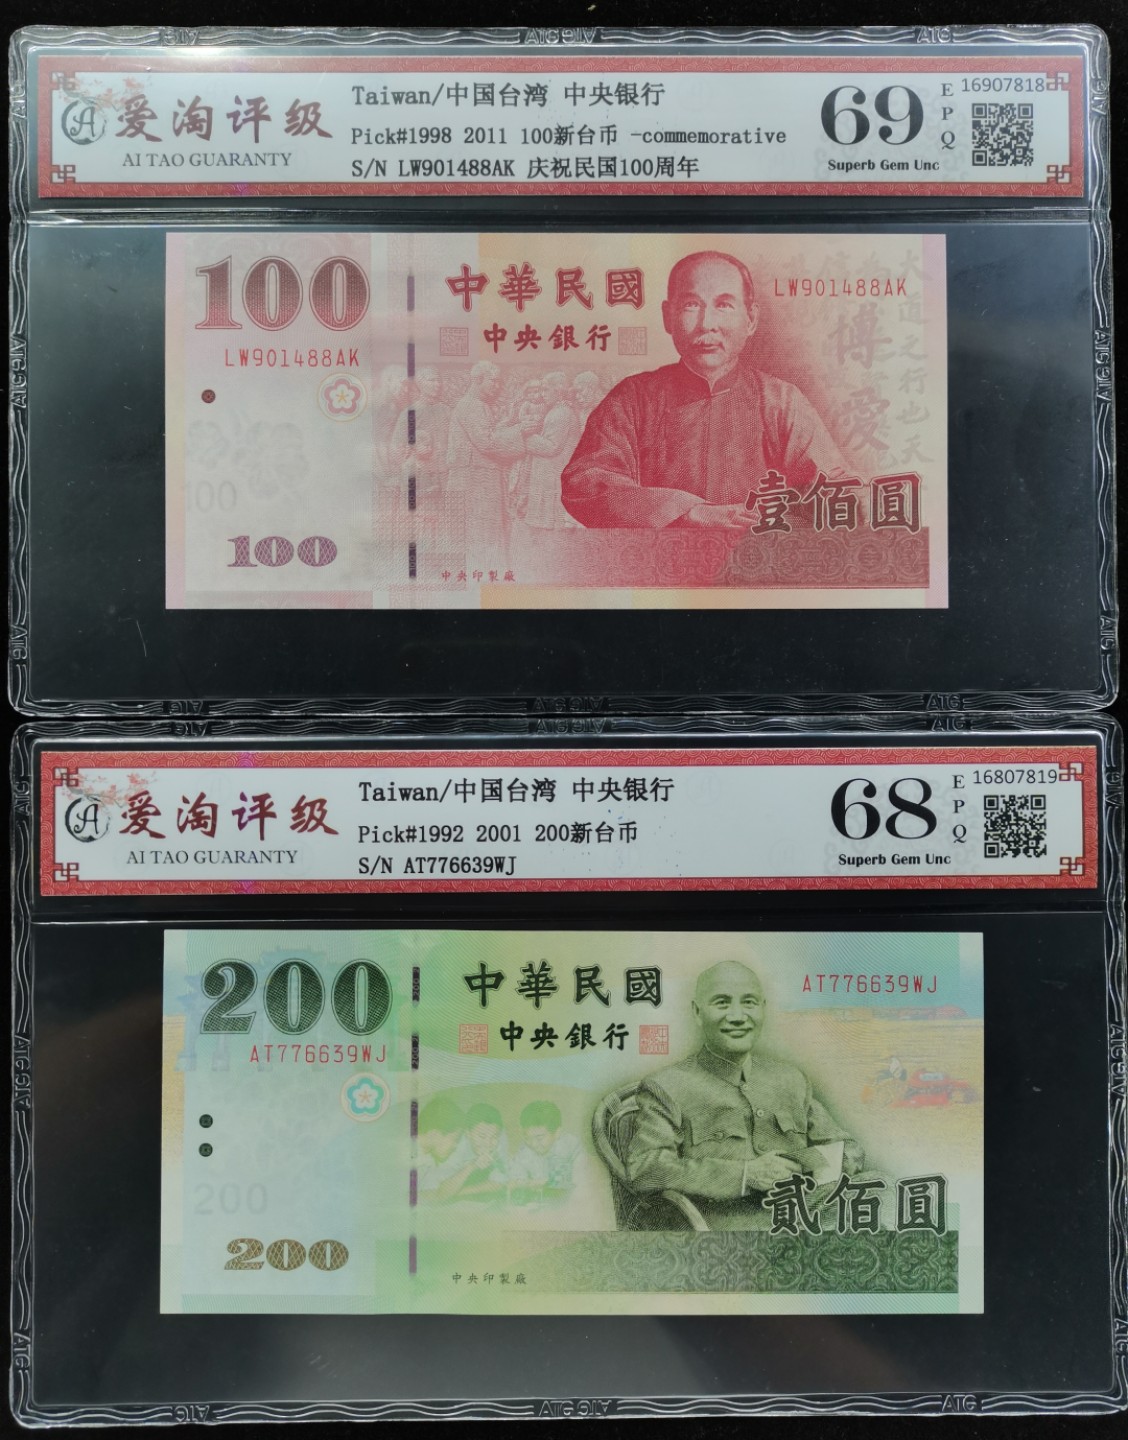 爱淘评级
AI TAO GUARANTY
Taiwan/中国台湾 中央银行
Pick#1998 2011 100新台币 -commemorative
S/N LW901488AK 庆祝民国100周年
69
EPQ
Superb Gem Unc
16907818
100
中華民國
中央銀行
LW901488AK
LW901488AK
博愛
100
壹佰圓
100
中央印製廠
爱淘评级
AI TAO GUARANTY
Taiwan/中国台湾 中央银行
Pick#1992 2001 200新台币
S/N AT776639WJ
68
EPQ
Superb Gem Unc
16807819
200
中華民國
中央銀行
AT776639WJ
AT776639WJ
200
貳佰圓
200
中央印製廠